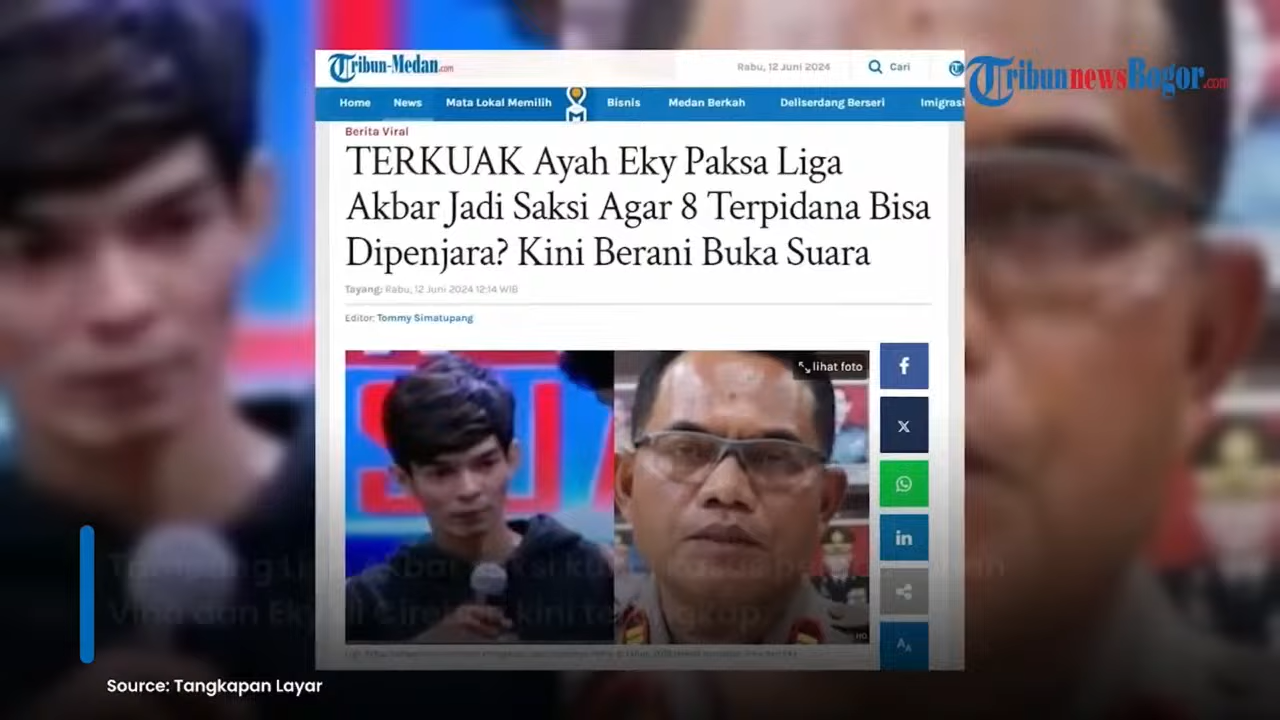 Tribun-Medan.com
Rabu, 12 Juni 2024
Cari
TribunnewsBogor.com
Home News Mata Lokal Memilih Bisnis Medan Berkah Deliserdang Berseri Imigrasi
Berita Viral
TERKUAK Ayah Eky Paksa Liga
Akbar Jadi Saksi Agar 8 Terpidana Bisa
Dipenjara? Kini Berani Buka Suara
Tayang: Rabu, 12 Juni 2024 12:14 WIB
Editor: Tommy Simatupang
lihat foto
HO
kini
Source: Tangkapan Layar